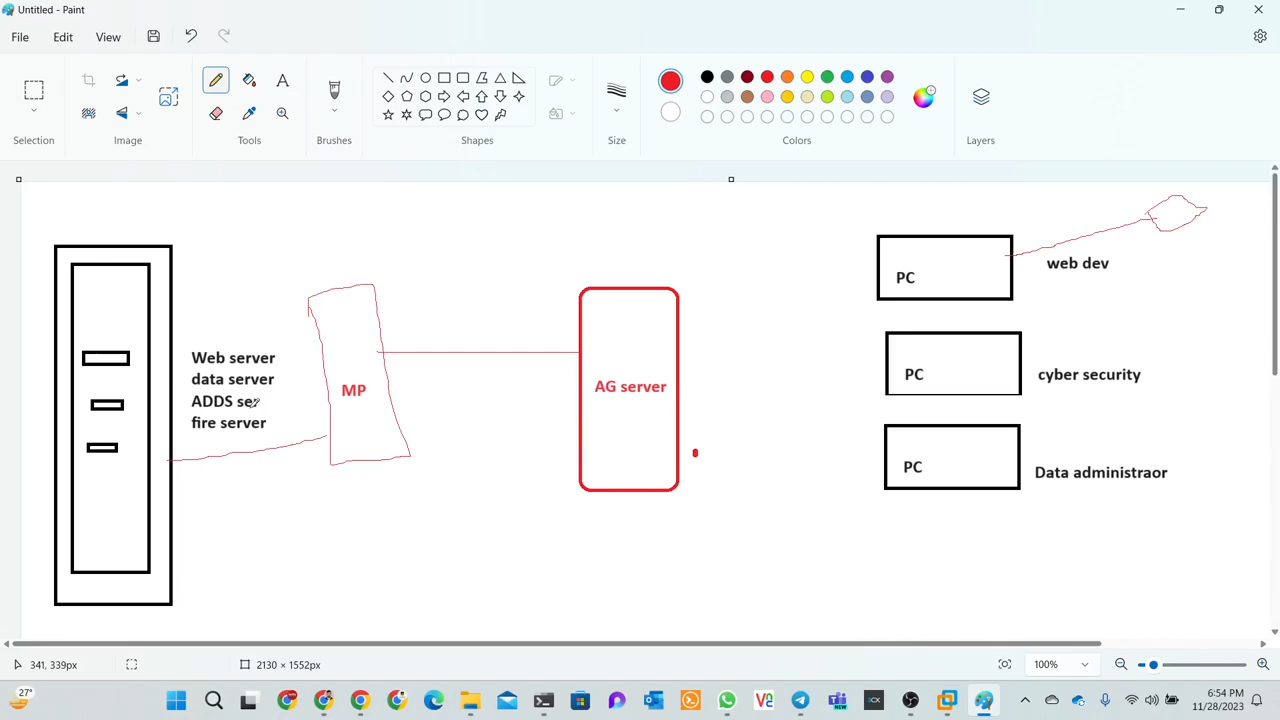 Untitled - Paint
File Edit View
Selection Image Tools Brushes Shapes Size Colors Layers
PC
web dev
Web server
data server
ADDS ser
fire server
MP
AG server
PC
cyber security
PC
Data administraor
341, 339px
2130 × 1552px
100%
27°
6:54 PM
11/28/2023